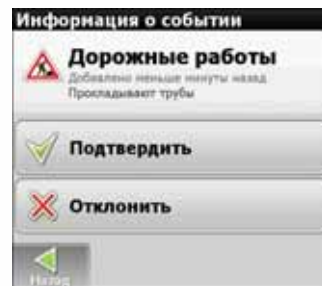 Информация о событии
Дорожные работы
Добавлено меньше минуты назад
Прокладывают трубы
Подтвердить
Отклонить
Назад